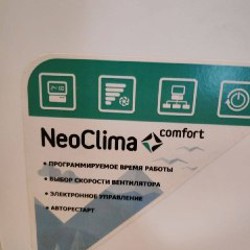 NeoClima comfort
• ПРОГРАММИРУЕМОЕ ВРЕМЯ РАБОТЫ
• ВЫБОР СКОРОСТИ ВЕНТИЛЯТОРА
• ЭЛЕКТРОННОЕ УПРАВЛЕНИЕ
• АВТОРЕСТАРТ